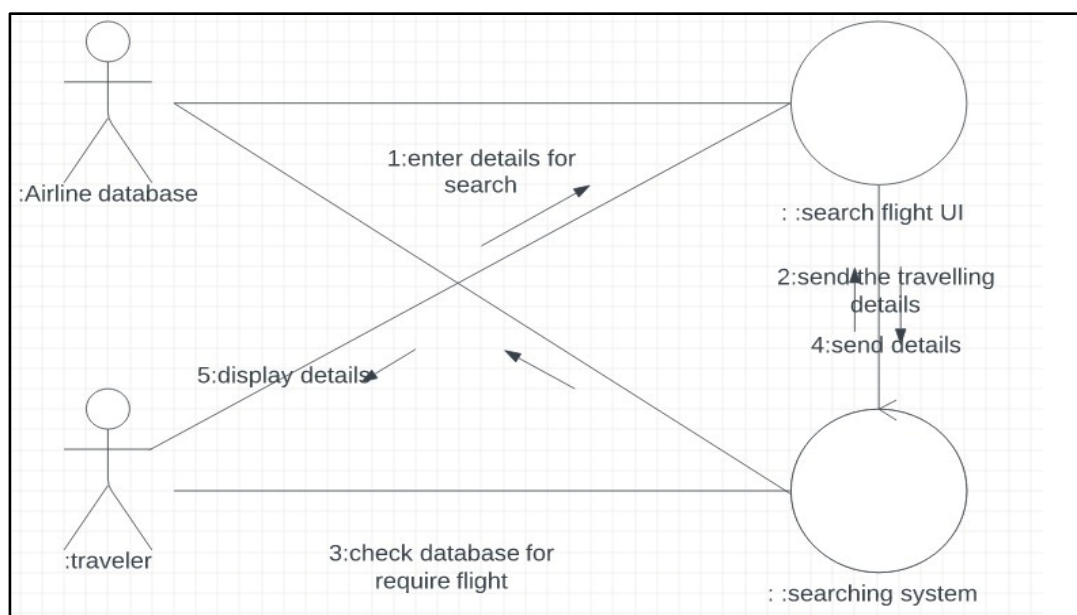 1:enter details for
search
:Airline database
: :search flight UI
2:send the travelling
details
4:send details
5:display details
:traveler
3:check database for
require flight
: :searching system